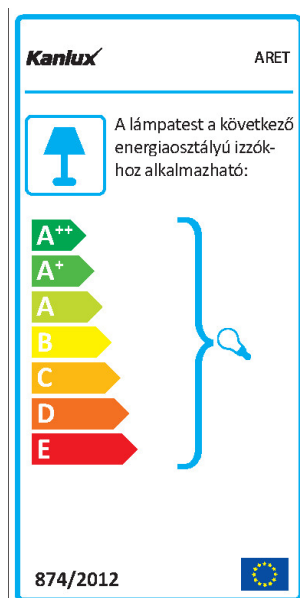 Kanlux
ARET
A lámpatest a következő
energiaosztályú izzók-
hoz alkalmazható:
A++
A+
A
B
C
D
E
874/2012